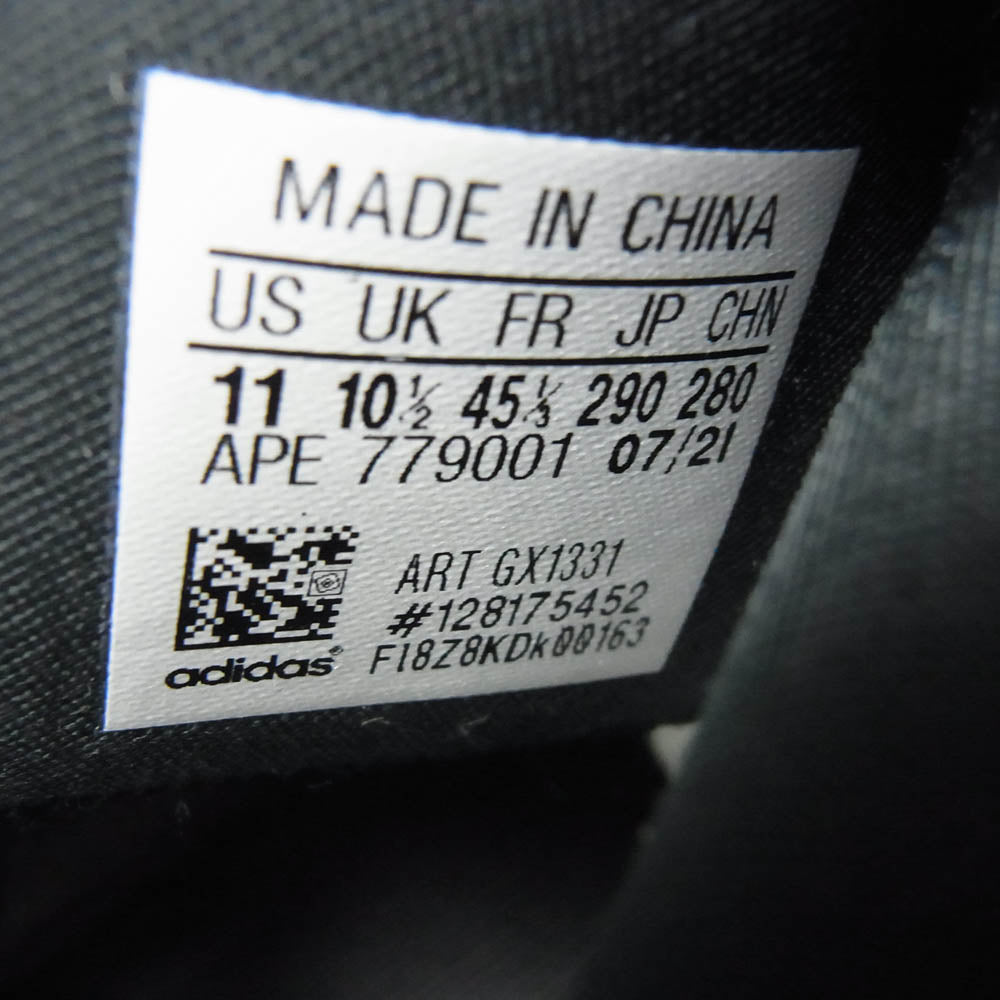 MADE IN CHINA
US UK FR JP CHN
11 10½ 45⅓ 290 280
APE 779001 07/21
ART GX1331
#128175452
FI8Z8KDk00163
adidas®